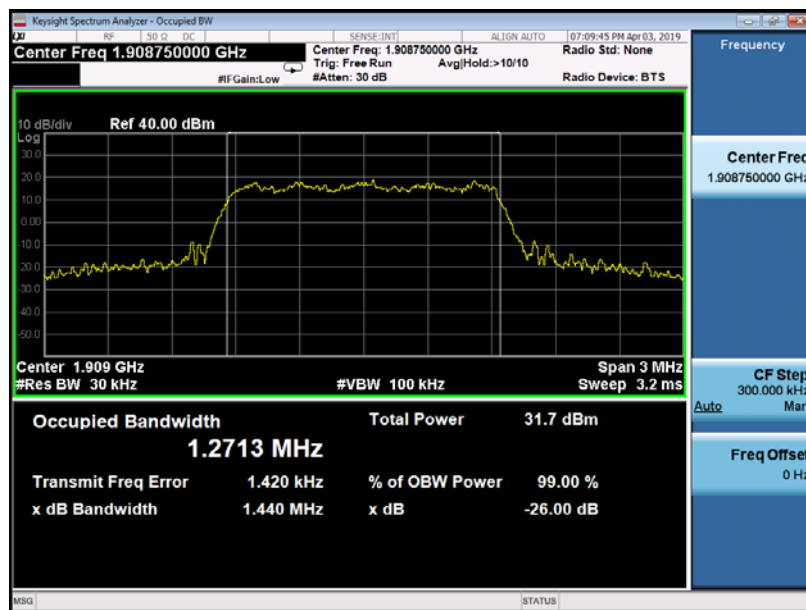 Keysight Spectrum Analyzer - Occupied BW
RF 50 Ω DC SENSE:INT ALIGN AUTO 07:09:45 PM Apr 03, 2019
Center Freq 1.908750000 GHz
Center Freq: 1.908750000 GHz Radio Std: None
Trig: Free Run Avg|Hold:>10/10
#IFGain:Low #Atten: 30 dB Radio Device: BTS
10 dB/div Ref 40.00 dBm
Log
30.0
20.0
10.0
0.00
-10.0
-20.0
-30.0
-40.0
-50.0
Center 1.909 GHz Span 3 MHz
#Res BW 30 kHz #VBW 100 kHz Sweep 3.2 ms
Occupied Bandwidth Total Power 31.7 dBm
1.2713 MHz
Transmit Freq Error 1.420 kHz % of OBW Power 99.00 %
x dB Bandwidth 1.440 MHz x dB -26.00 dB
MSG STATUS
Frequency
Center Freq
1.908750000 GHz
CF Step
300.000 kHz
Auto Man
Freq Offset
0 Hz